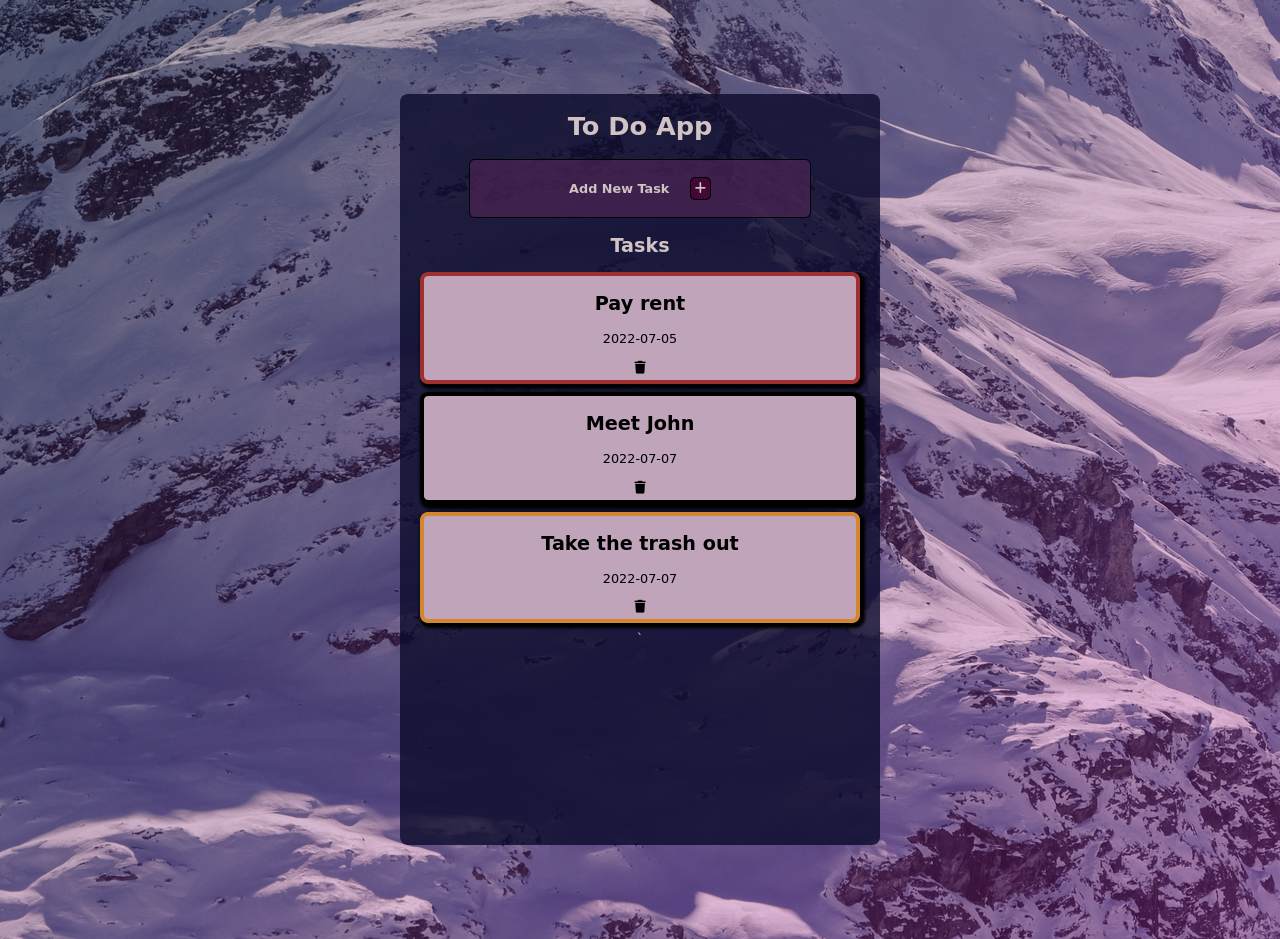 To Do App
Add New Task +
Tasks
Pay rent
2022-07-05
Meet John
2022-07-07
Take the trash out
2022-07-07